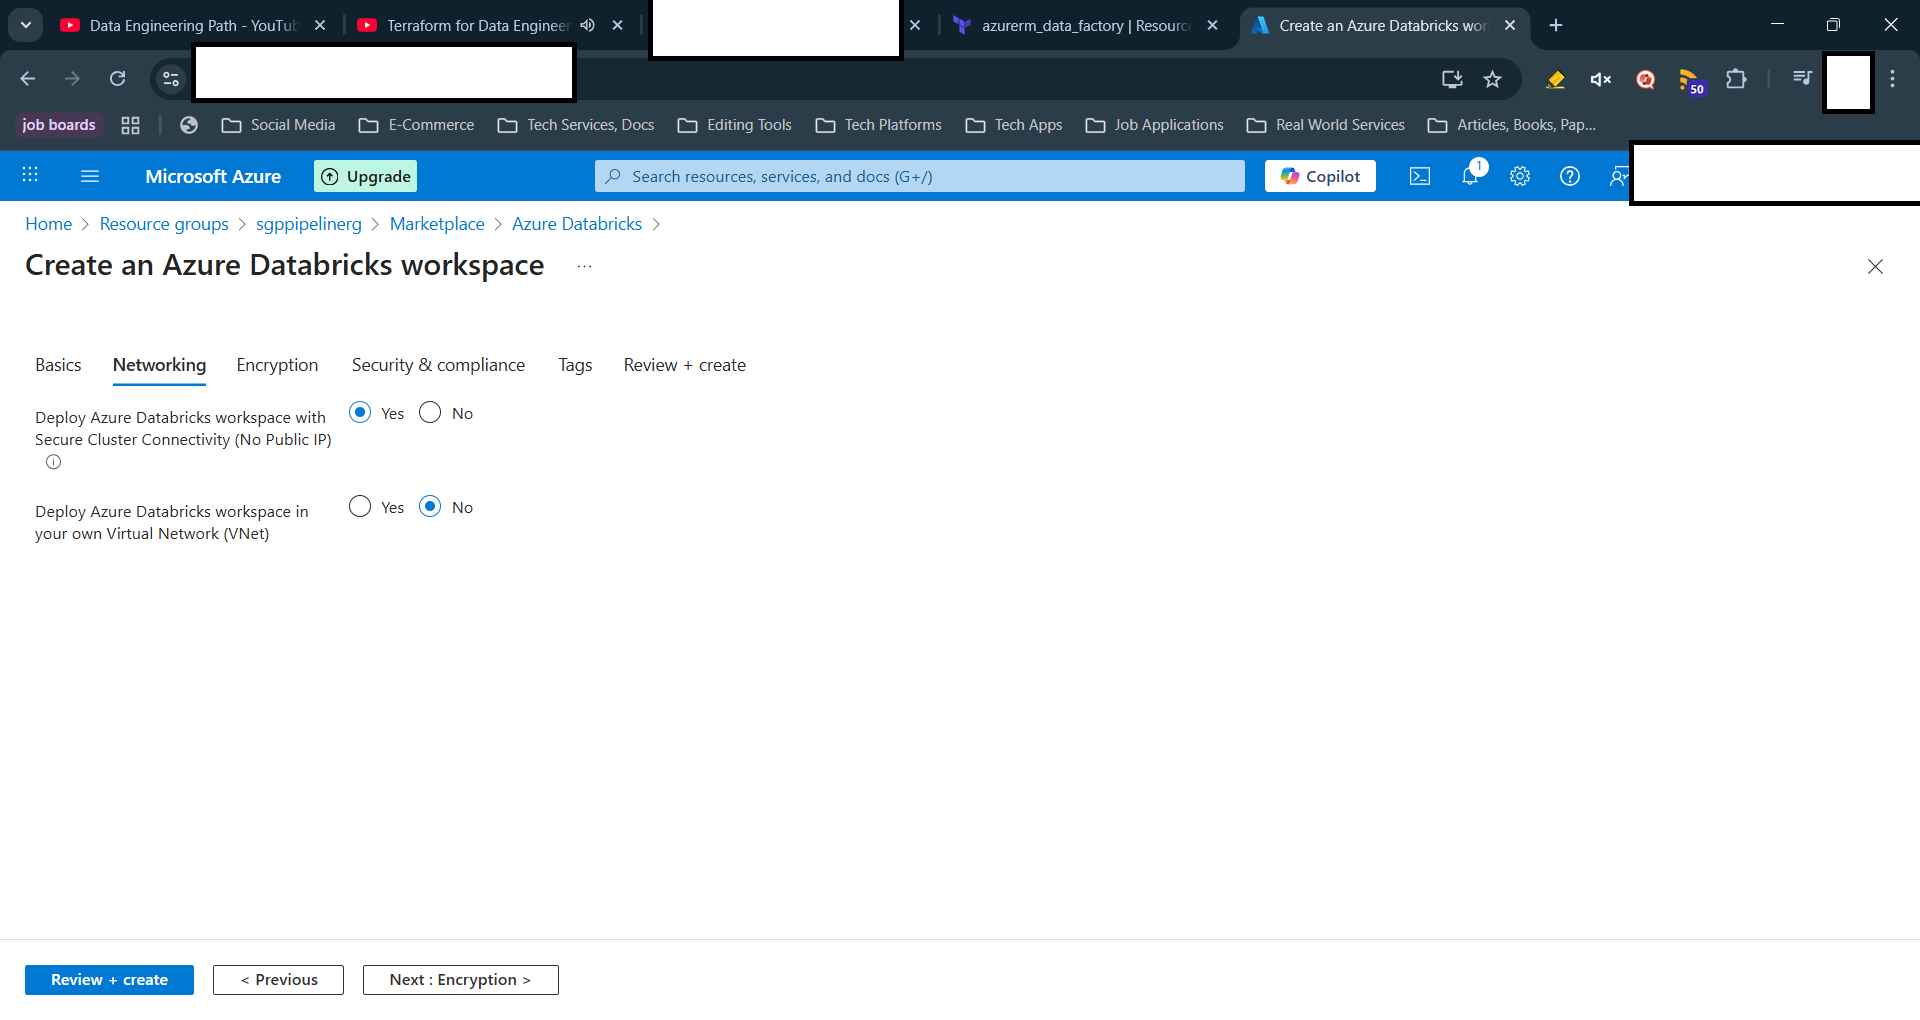 Data Engineering Path - YouTub
Terraform for Data Engineer
azurerm_data_factory | Resourc
Create an Azure Databricks wor
50
job boards
Social Media
E-Commerce
Tech Services, Docs
Editing Tools
Tech Platforms
Tech Apps
Job Applications
Real World Services
Articles, Books, Pap...
Microsoft Azure
Upgrade
Search resources, services, and docs (G+/)
Copilot
1
Home > Resource groups > sgppipelinerg > Marketplace > Azure Databricks >
Create an Azure Databricks workspace ...
Basics
Networking
Encryption
Security & compliance
Tags
Review + create
Deploy Azure Databricks workspace with
Secure Cluster Connectivity (No Public IP)
Yes
No
Deploy Azure Databricks workspace in
your own Virtual Network (VNet)
Yes
No
Review + create
< Previous
Next : Encryption >